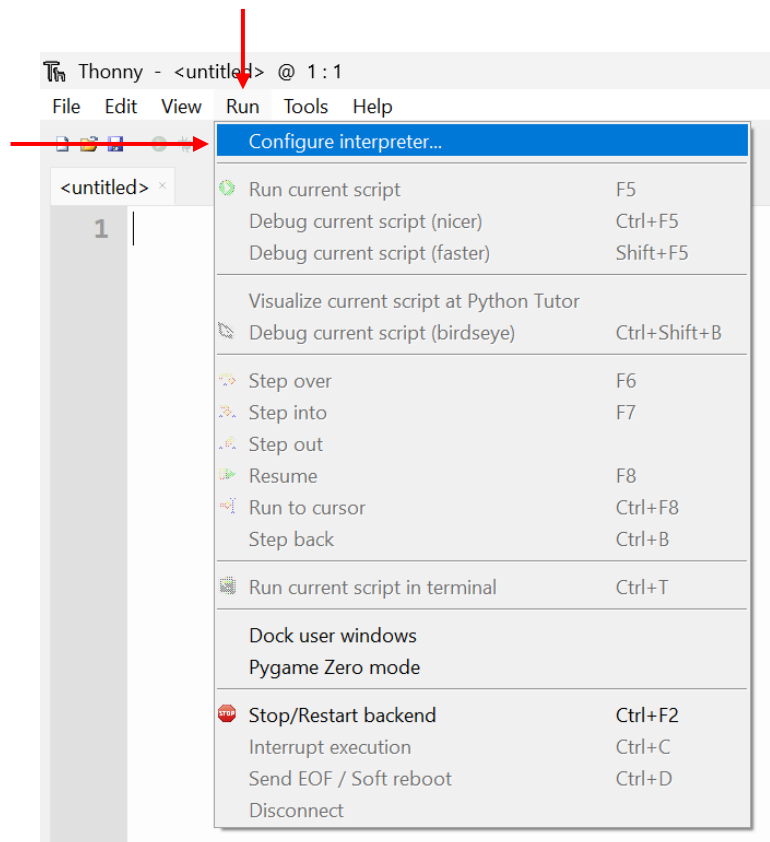 Thonny - <untitled> @ 1:1
File Edit View Run Tools Help
Configure interpreter...
<untitled> ×
Run current script F5
1
Debug current script (nicer) Ctrl+F5
Debug current script (faster) Shift+F5
Visualize current script at Python Tutor
Debug current script (birdseye) Ctrl+Shift+B
Step over F6
Step into F7
Step out
Resume F8
Run to cursor Ctrl+F8
Step back Ctrl+B
Run current script in terminal Ctrl+T
Dock user windows
Pygame Zero mode
STOP Stop/Restart backend Ctrl+F2
Interrupt execution Ctrl+C
Send EOF / Soft reboot Ctrl+D
Disconnect